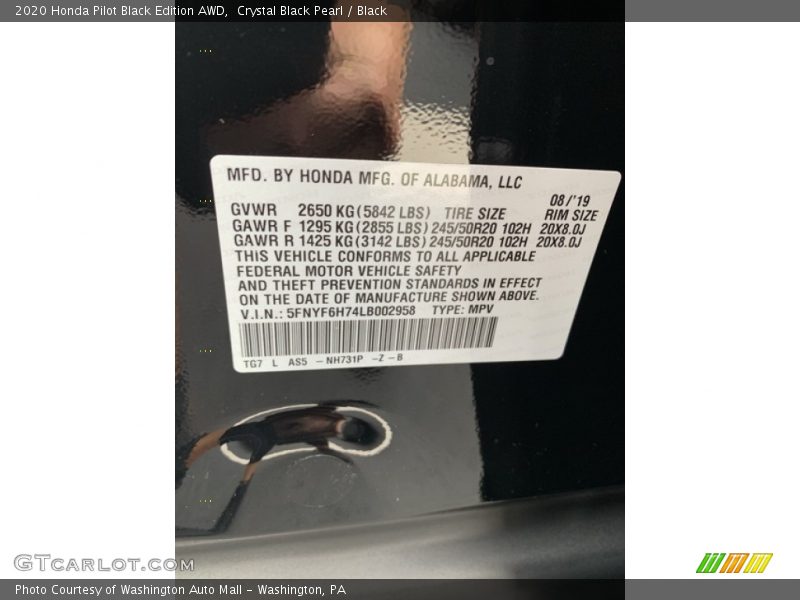 2020 Honda Pilot Black Edition AWD,  Crystal Black Pearl / Black
MFD. BY HONDA MFG. OF ALABAMA, LLC
08/'19
GVWR 2650 KG (5842 LBS) TIRE SIZE RIM SIZE
GAWR F 1295 KG (2855 LBS) 245/50R20 102H 20X8.0J
GAWR R 1425 KG (3142 LBS) 245/50R20 102H 20X8.0J
THIS VEHICLE CONFORMS TO ALL APPLICABLE
FEDERAL MOTOR VEHICLE SAFETY
AND THEFT PREVENTION STANDARDS IN EFFECT
ON THE DATE OF MANUFACTURE SHOWN ABOVE.
V.I.N.: 5FNYF6H74LB002958 TYPE: MPV
TG7 L AS5 - NH731P -Z - B
GTCARLOT.COM
Photo Courtesy of Washington Auto Mall - Washington, PA